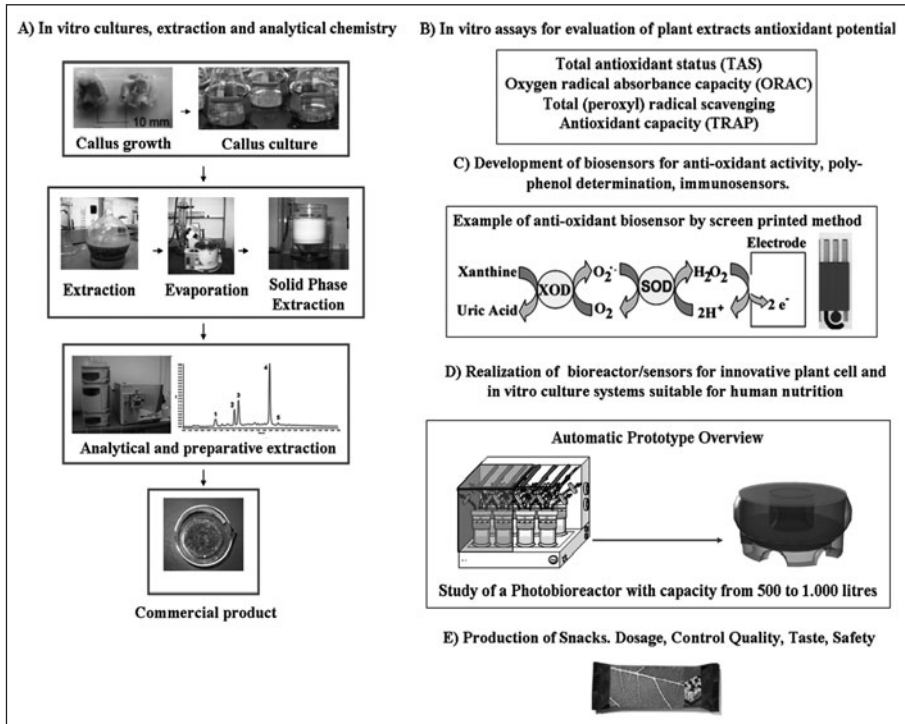 A) In vitro cultures, extraction and analytical chemistry
10 mm
Callus growth
Callus culture
Extraction
Evaporation
Solid Phase
Extraction
1
2
3
4
5
Analytical and preparative extraction
Commercial product
B) In vitro assays for evaluation of plant extracts antioxidant potential
Total antioxidant status (TAS)
Oxygen radical absorbance capacity (ORAC)
Total (peroxyl) radical scavenging
Antioxidant capacity (TRAP)
C) Development of biosensors for anti-oxidant activity, poly-
phenol determination, immunosensors.
Example of anti-oxidant biosensor by screen printed method
Electrode
Xanthine
XOD
O2·-
SOD
H2O2
Uric Acid
O2
2H+
2 e-
D) Realization of bioreactor/sensors for innovative plant cell and
in vitro culture systems suitable for human nutrition
Automatic Prototype Overview
Study of a Photobioreactor with capacity from 500 to 1.000 litres
E) Production of Snacks. Dosage, Control Quality, Taste, Safety